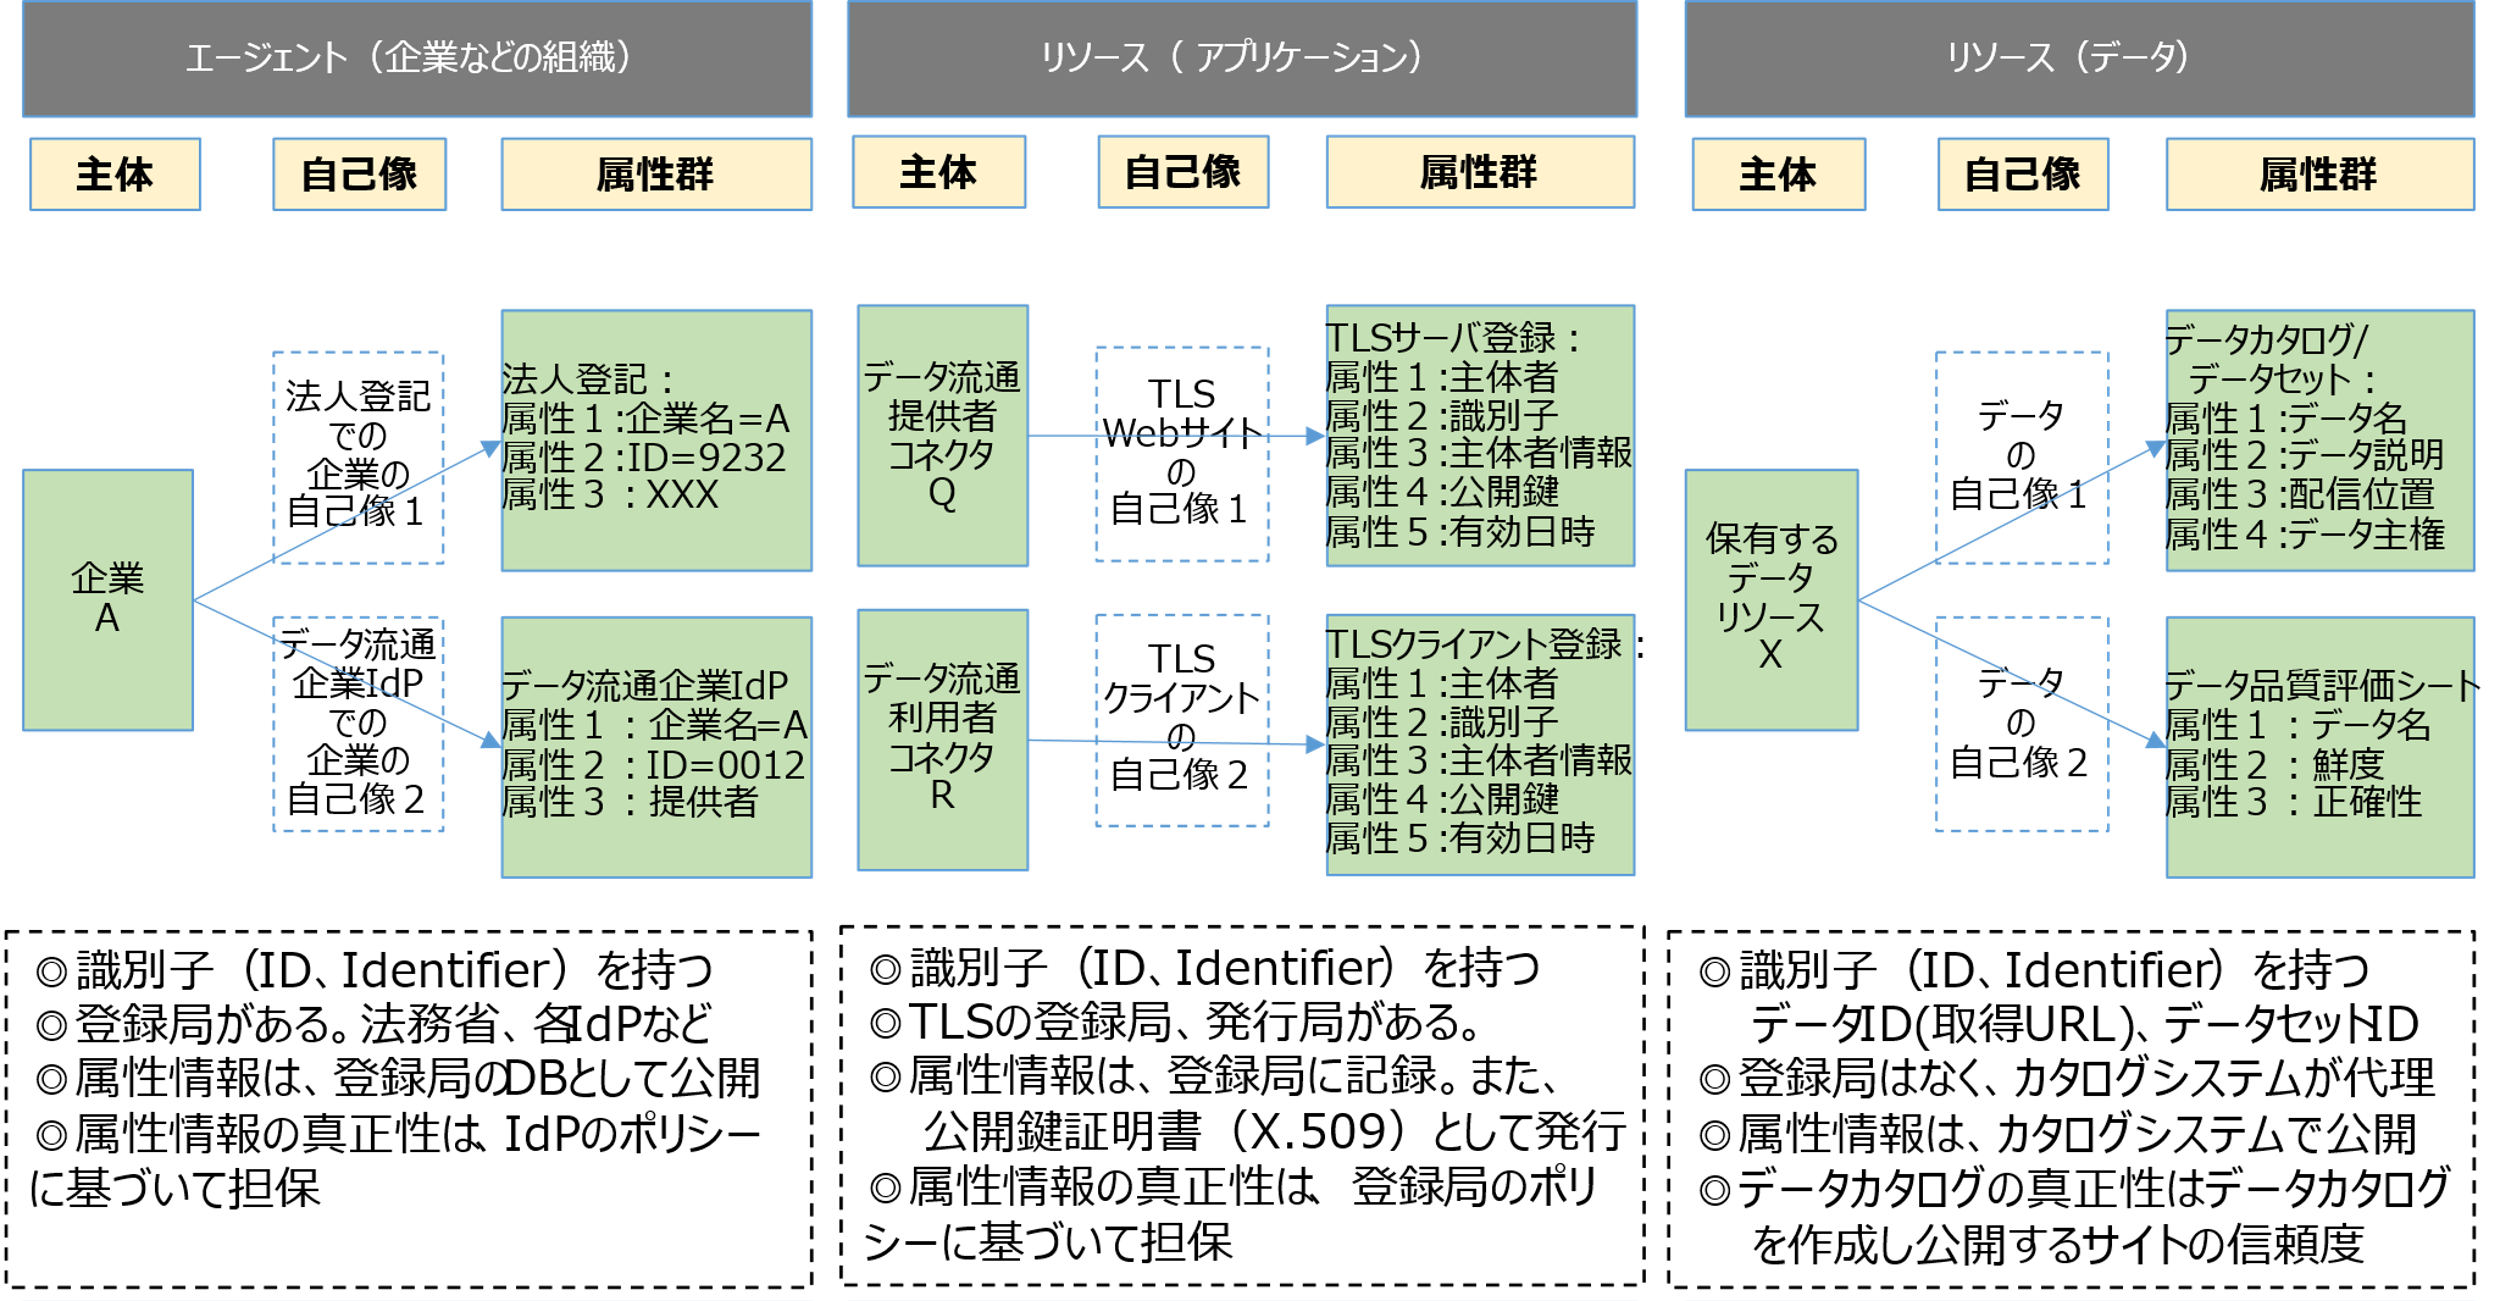 エージェント（企業などの組織）
主体
自己像
属性群
企業
A
法人登記
での
企業の
自己像１
データ流通
企業IdP
での
企業の
自己像２
法人登記：
属性１:企業名=A
属性２:ID=9232
属性３：XXX
データ流通企業IdP
属性１：企業名=A
属性２：ID=0012
属性３：提供者
◎識別子（ID、Identifier）を持つ
◎登録局がある。法務省、各IdPなど
◎属性情報は、登録局のDBとして公開
◎属性情報の真正性は、IdPのポリシー
に基づいて担保
リソース（ アプリケーション）
主体
自己像
属性群
データ流通
提供者
コネクタ
Q
TLS
Webサイト
の
自己像１
TLSサーバ登録：
属性１:主体者
属性２:識別子
属性３:主体者情報
属性４:公開鍵
属性５:有効日時
データ流通
利用者
コネクタ
R
TLS
クライアント
の
自己像２
TLSクライアント登録：
属性１:主体者
属性２:識別子
属性３:主体者情報
属性４:公開鍵
属性５:有効日時
◎識別子（ID、Identifier）を持つ
◎TLSの登録局、発行局がある。
◎属性情報は、登録局に記録。また、
公開鍵証明書（X.509）として発行
◎属性情報の真正性は、登録局のポリ
シーに基づいて担保
リソース（データ）
主体
自己像
属性群
保有する
データ
リソース
X
データ
の
自己像１
データ
の
自己像２
データカタログ/
データセット：
属性１:データ名
属性２:データ説明
属性３:配信位置
属性４:データ主権
データ品質評価シート
属性１：データ名
属性２：鮮度
属性３：正確性
◎識別子（ID、Identifier）を持つ
データID(取得URL)、データセットID
◎登録局はなく、カタログシステムが代理
◎属性情報は、カタログシステムで公開
◎データカタログの真正性はデータカタログ
を作成し公開するサイトの信頼度